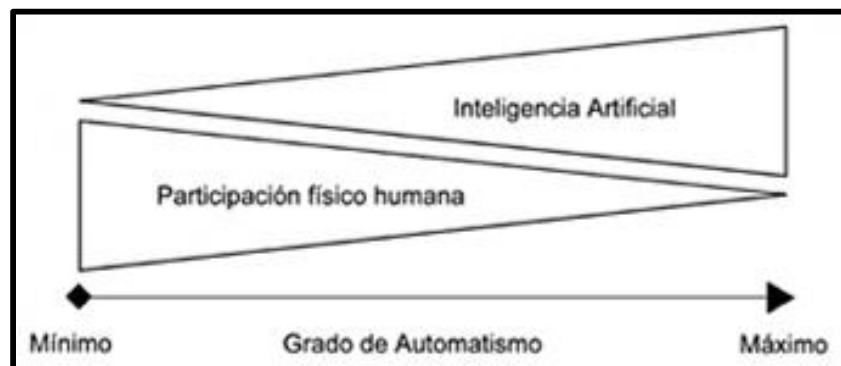 Inteligencia Artificial
Participación físico humana
Mínimo Grado de Automatismo Máximo